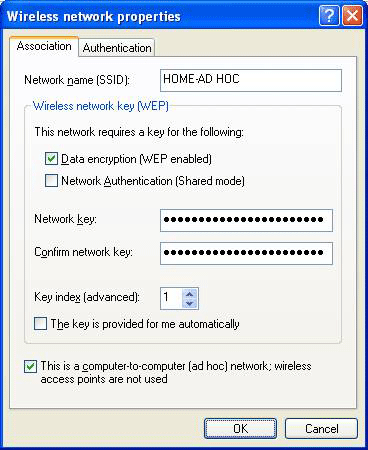 Wireless network properties
Association
Authentication
Network name (SSID):
HOME-AD HOC
Wireless network key (WEP)
This network requires a key for the following:
Data encryption (WEP enabled)
Network Authentication (Shared mode)
Network key:
Confirm network key:
Key index (advanced):
1
The key is provided for me automatically
This is a computer-to-computer (ad hoc) network; wireless
access points are not used
OK
Cancel